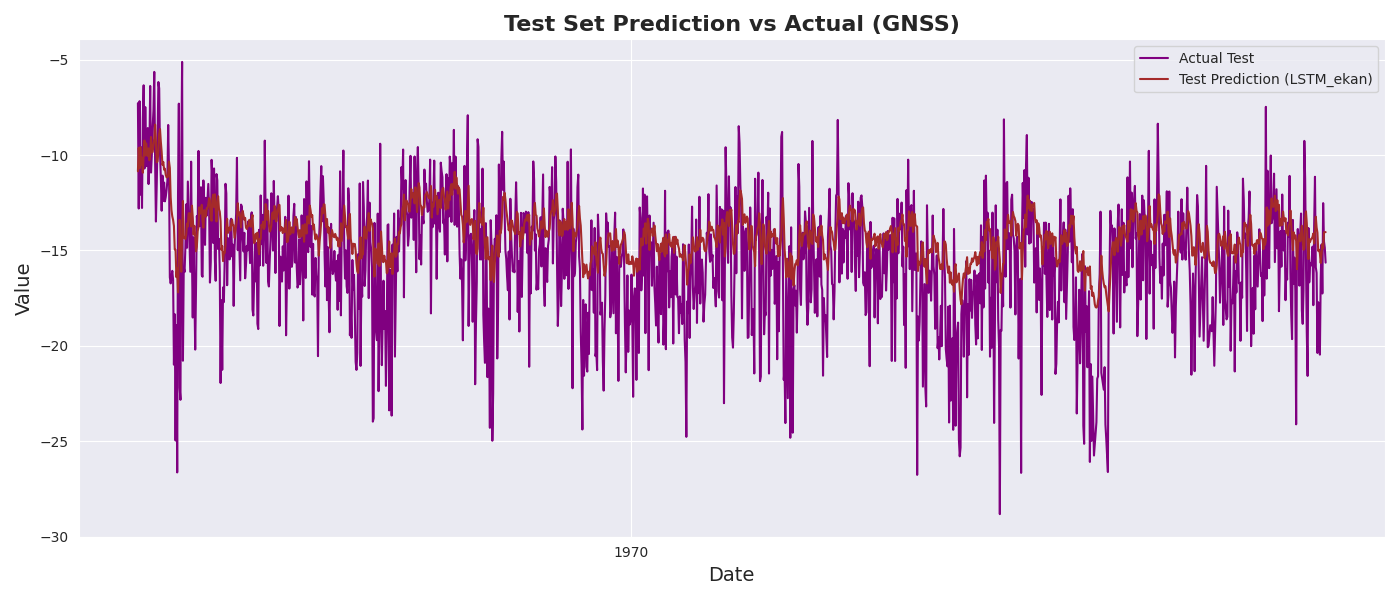 Test Set Prediction vs Actual (GNSS)
Actual Test
Test Prediction (LSTM_ekan)
Value
−5
−10
−15
−20
−25
−30
1970
Date